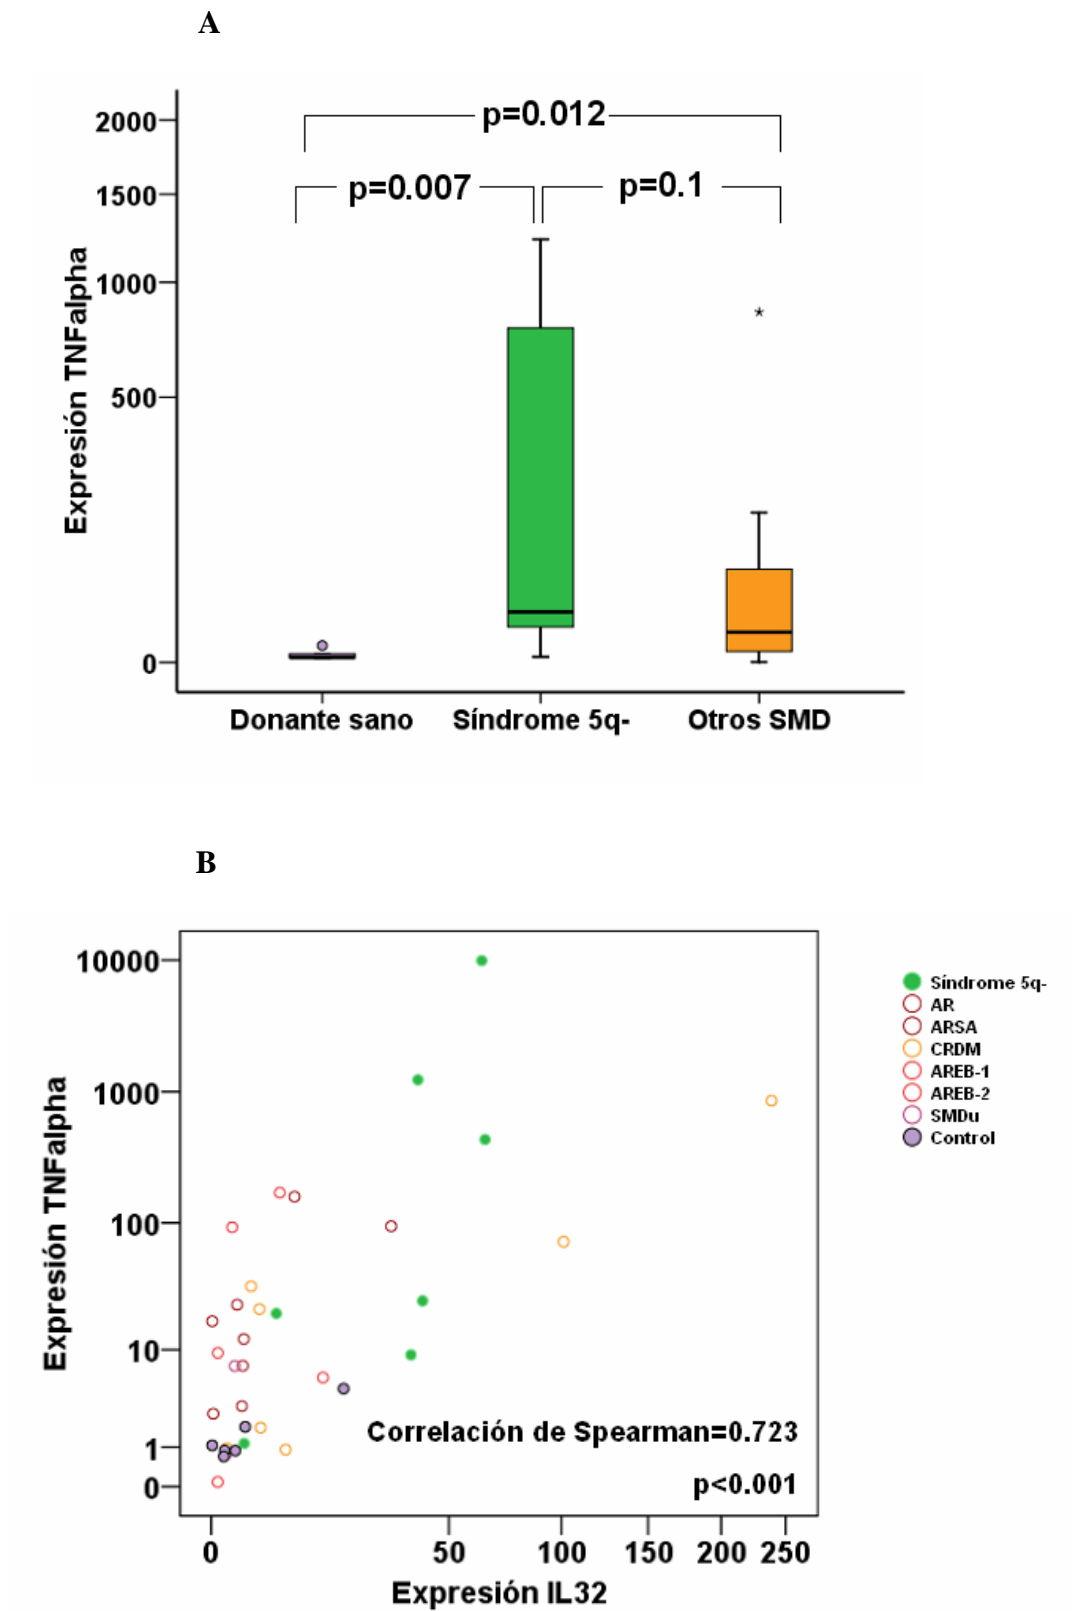 A
p=0.012
2000
p=0.007
p=0.1
1500
1000
500
0
Expresión TNFalpha
*
Donante sano
Síndrome 5q-
Otros SMD
B
10000
1000
100
10
1
0
Expresión TNFalpha
Síndrome 5q-
AR
ARSA
CRDM
AREB-1
AREB-2
SMDu
Control
Correlación de Spearman=0.723
p<0.001
0 50 100 150 200 250
Expresión IL32